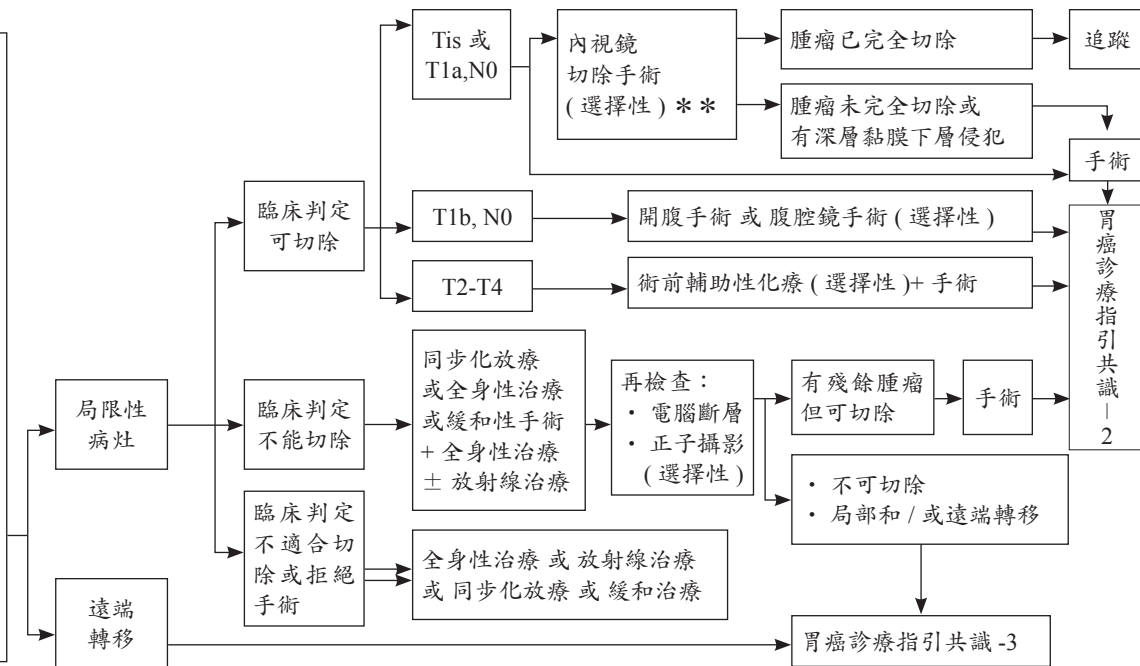 Tis 或
T1a,N0
內視鏡
切除手術
( 選擇性 ) ＊＊
腫瘤已完全切除
追蹤
腫瘤未完全切除或
有深層黏膜下層侵犯
手術
臨床判定
可切除
T1b, N0
開腹手術 或 腹腔鏡手術 ( 選擇性 )
T2-T4
術前輔助性化療 ( 選擇性 )+ 手術
胃癌診療指引共識－2
局限性
病灶
臨床判定
不能切除
同步化放療
或全身性治療
或緩和性手術
+ 全身性治療
± 放射線治療
再檢查：
・ 電腦斷層
・ 正子攝影
( 選擇性 )
有殘餘腫瘤
但可切除
手術
・ 不可切除
・ 局部和 / 或遠端轉移
臨床判定
不適合切
除或拒絕
手術
全身性治療 或 放射線治療
或 同步化放療 或 緩和治療
遠端
轉移
胃癌診療指引共識 -3